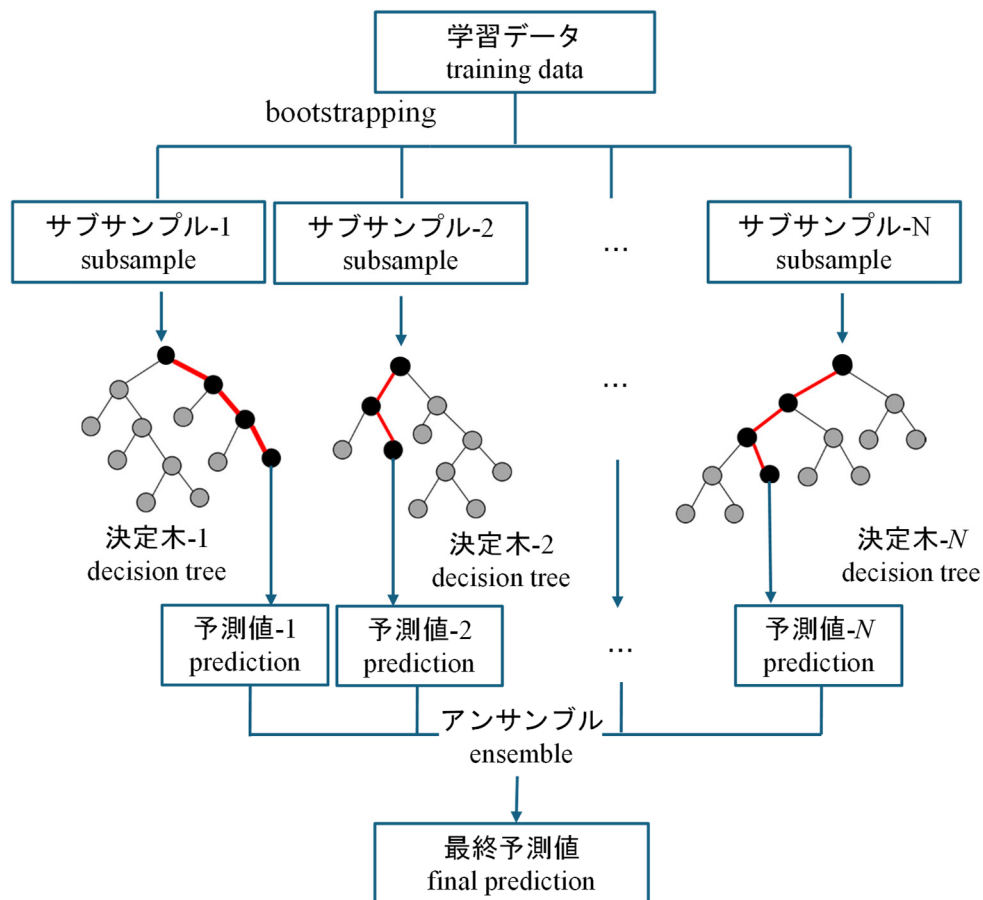 学習データ
training data
bootstrapping
サブサンプル-1
subsample
サブサンプル-2
subsample
...
サブサンプル-N
subsample
...
決定木-1
decision tree
決定木-2
decision tree
決定木-N
decision tree
予測値-1
prediction
予測値-2
prediction
...
予測値-N
prediction
アンサンブル
ensemble
最終予測値
final prediction